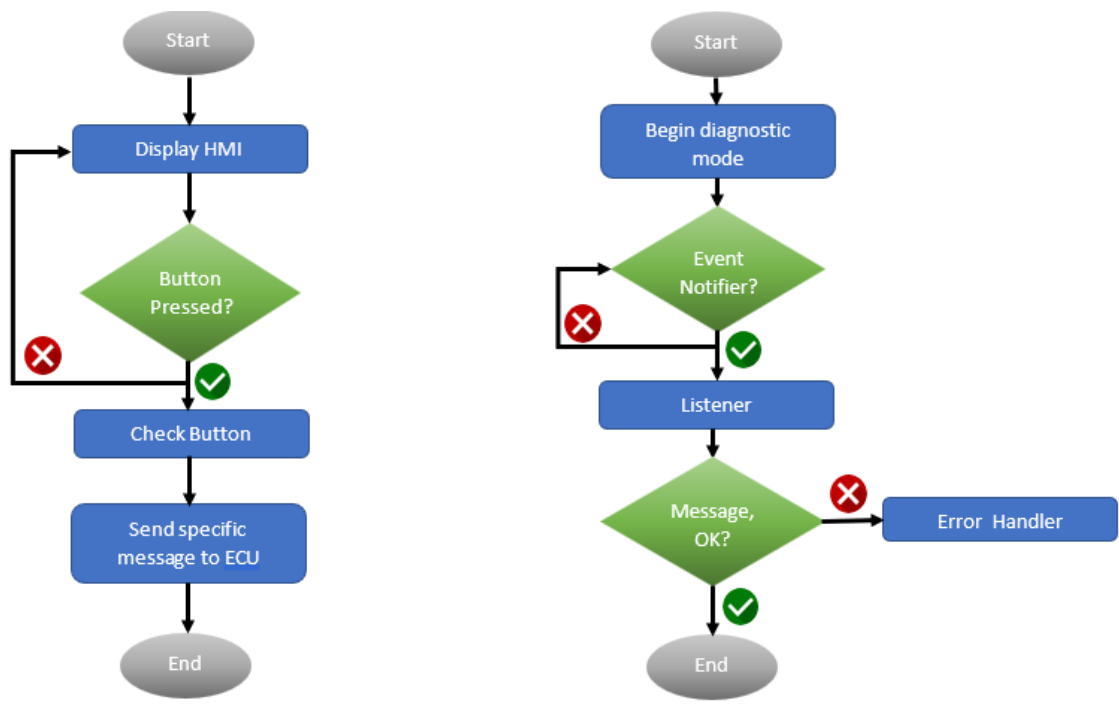 Start
Display HMI
Button
Pressed?
Check Button
Send specific
message to ECU
End
Start
Begin diagnostic
mode
Event
Notifier?
Listener
Message,
OK?
Error  Handler
End